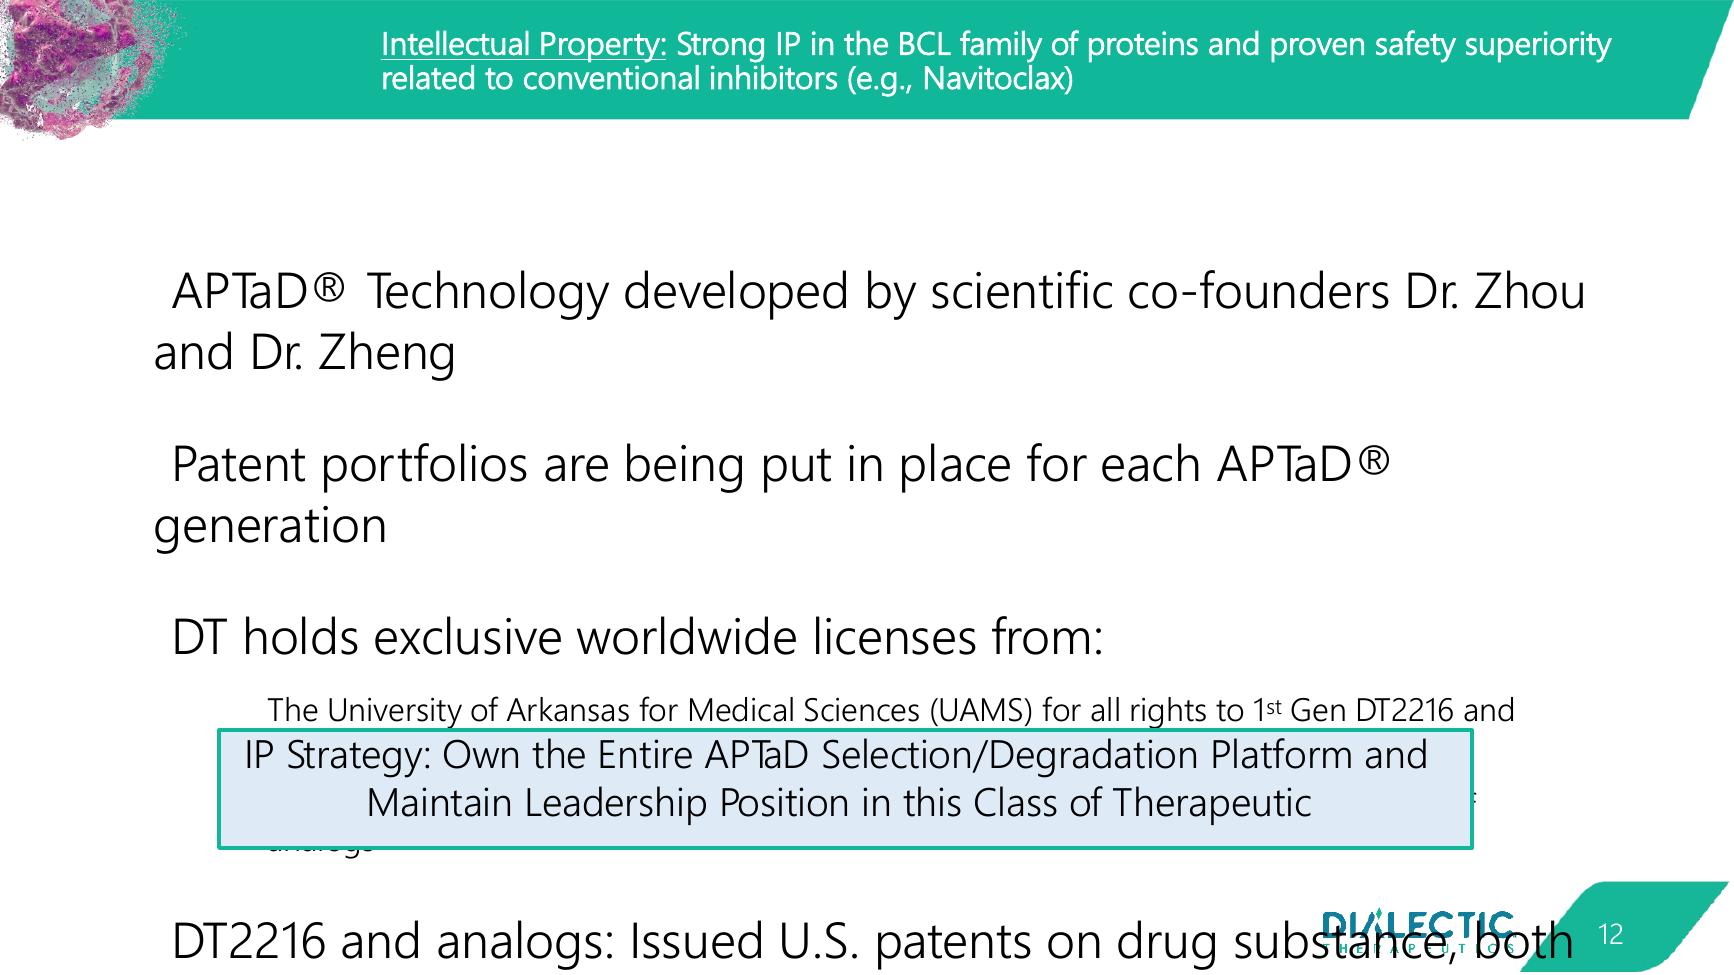 Intellectual Property: Strong IP in the BCL family of proteins and proven safety superiority
related to conventional inhibitors (e.g., Navitoclax)
APTaD® Technology developed by scientific co-founders Dr. Zhou
and Dr. Zheng
Patent portfolios are being put in place for each APTaD®
generation
DT holds exclusive worldwide licenses from:
The University of Arkansas for Medical Sciences (UAMS) for all rights to 1st Gen DT2216 and
IP Strategy: Own the Entire APTaD Selection/Degradation Platform and
Maintain Leadership Position in this Class of Therapeutic
DT2216 and analogs: Issued U.S. patents on drug substance, both
DIALECTIC
THERAPEUTICS
12